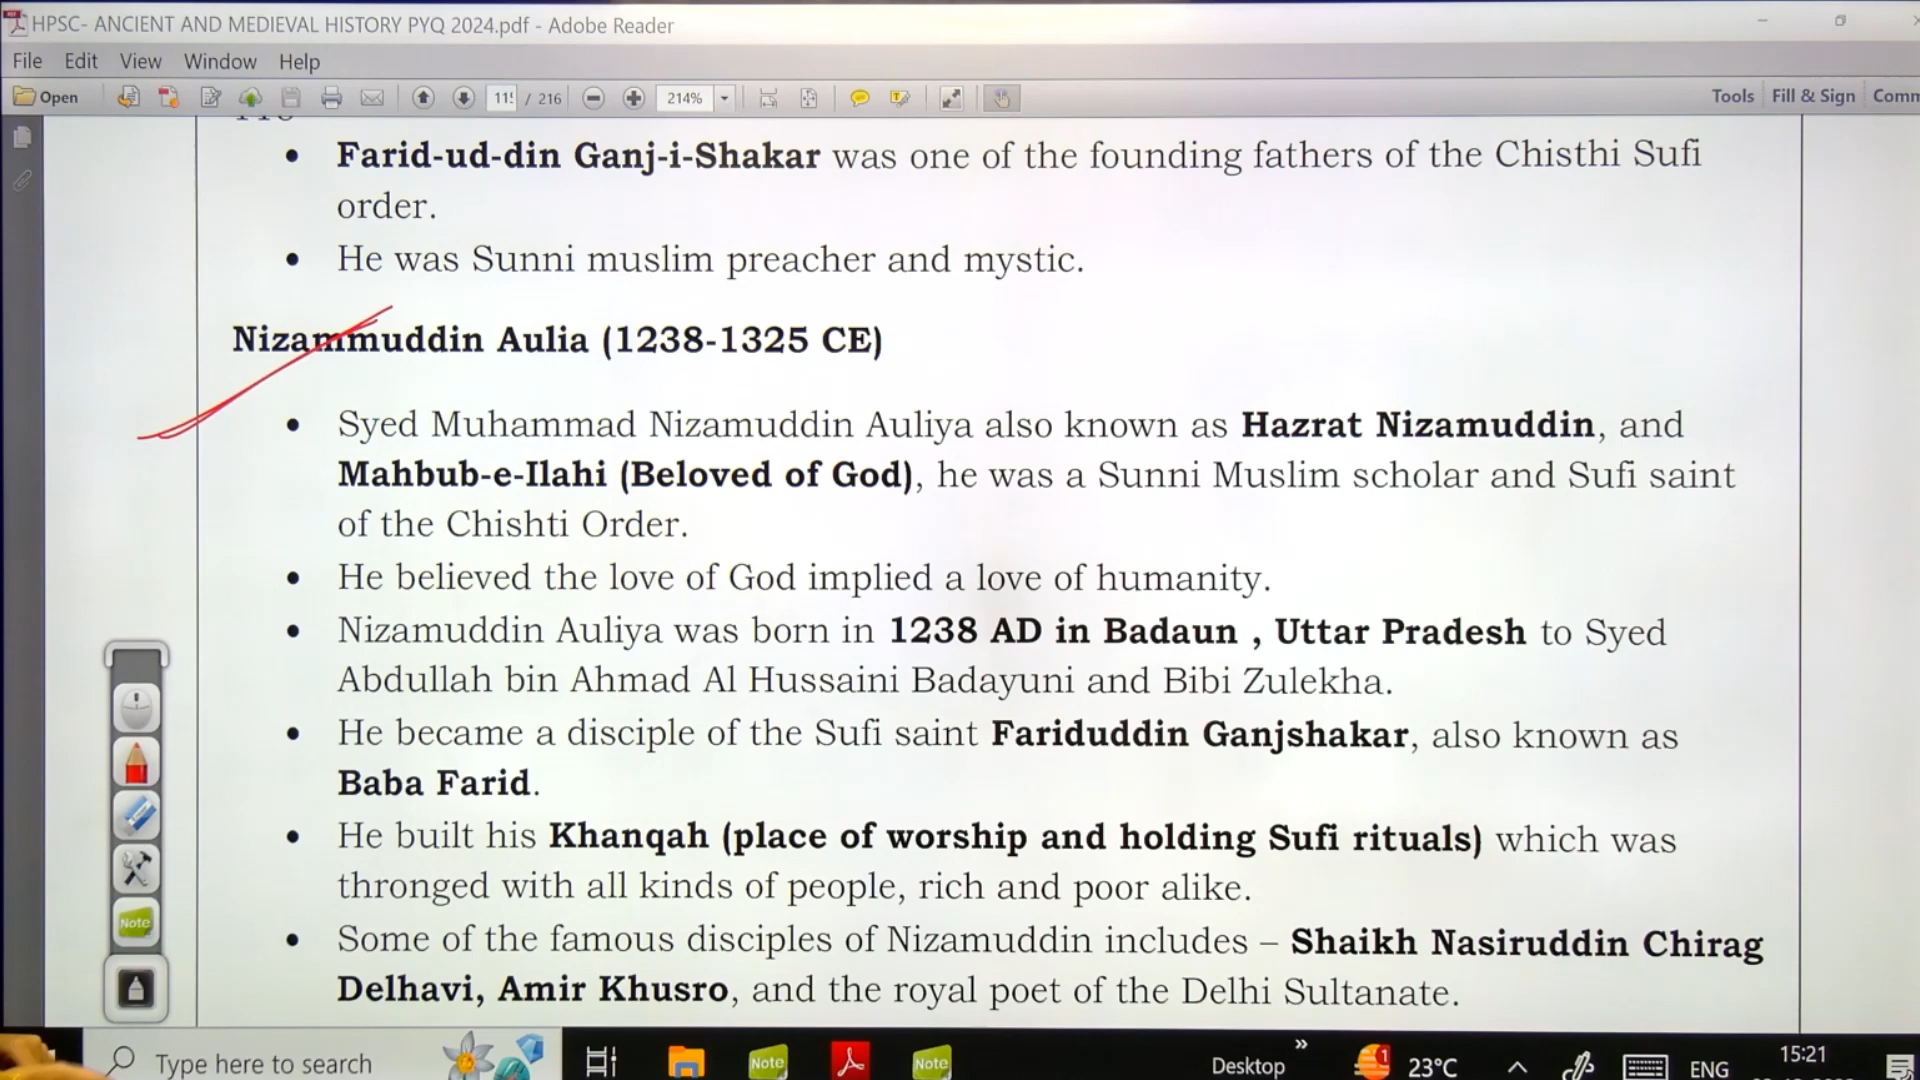 HPSC- ANCIENT AND MEDIEVAL HISTORY PYQ 2024.pdf - Adobe Reader
File Edit View Window Help
Open 11 / 216 214% Tools Fill & Sign Comm
• Farid-ud-din Ganj-i-Shakar was one of the founding fathers of the Chisthi Sufi
order.
• He was Sunni muslim preacher and mystic.
Nizammuddin Aulia (1238-1325 CE)
• Syed Muhammad Nizamuddin Auliya also known as Hazrat Nizamuddin, and
Mahbub-e-Ilahi (Beloved of God), he was a Sunni Muslim scholar and Sufi saint
of the Chishti Order.
• He believed the love of God implied a love of humanity.
• Nizamuddin Auliya was born in 1238 AD in Badaun , Uttar Pradesh to Syed
Abdullah bin Ahmad Al Hussaini Badayuni and Bibi Zulekha.
• He became a disciple of the Sufi saint Fariduddin Ganjshakar, also known as
Baba Farid.
• He built his Khanqah (place of worship and holding Sufi rituals) which was
thronged with all kinds of people, rich and poor alike.
• Some of the famous disciples of Nizamuddin includes – Shaikh Nasiruddin Chirag
Delhavi, Amir Khusro, and the royal poet of the Delhi Sultanate.
Note
Type here to search Note Note Desktop » 1 23°C ENG 15:21